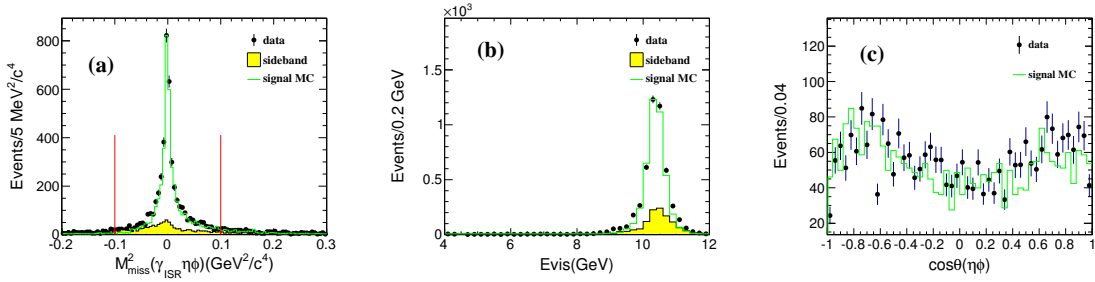 (a)
data
sideband
signal MC
Events/5 MeV²/c⁴
800
600
400
200
0
-0.2 -0.1 0 0.1 0.2 0.3
M²miss(γISRηφ)(GeV²/c⁴)
×10³
(b)
data
sideband
signal MC
Events/0.2 GeV
1.5
1
0.5
0
4 6 8 10 12
Evis(GeV)
(c)
data
signal MC
Events/0.04
140
120
100
80
60
40
20
0
-1 -0.8 -0.6 -0.4 -0.2 0 0.2 0.4 0.6 0.8 1
cosθ(ηφ)